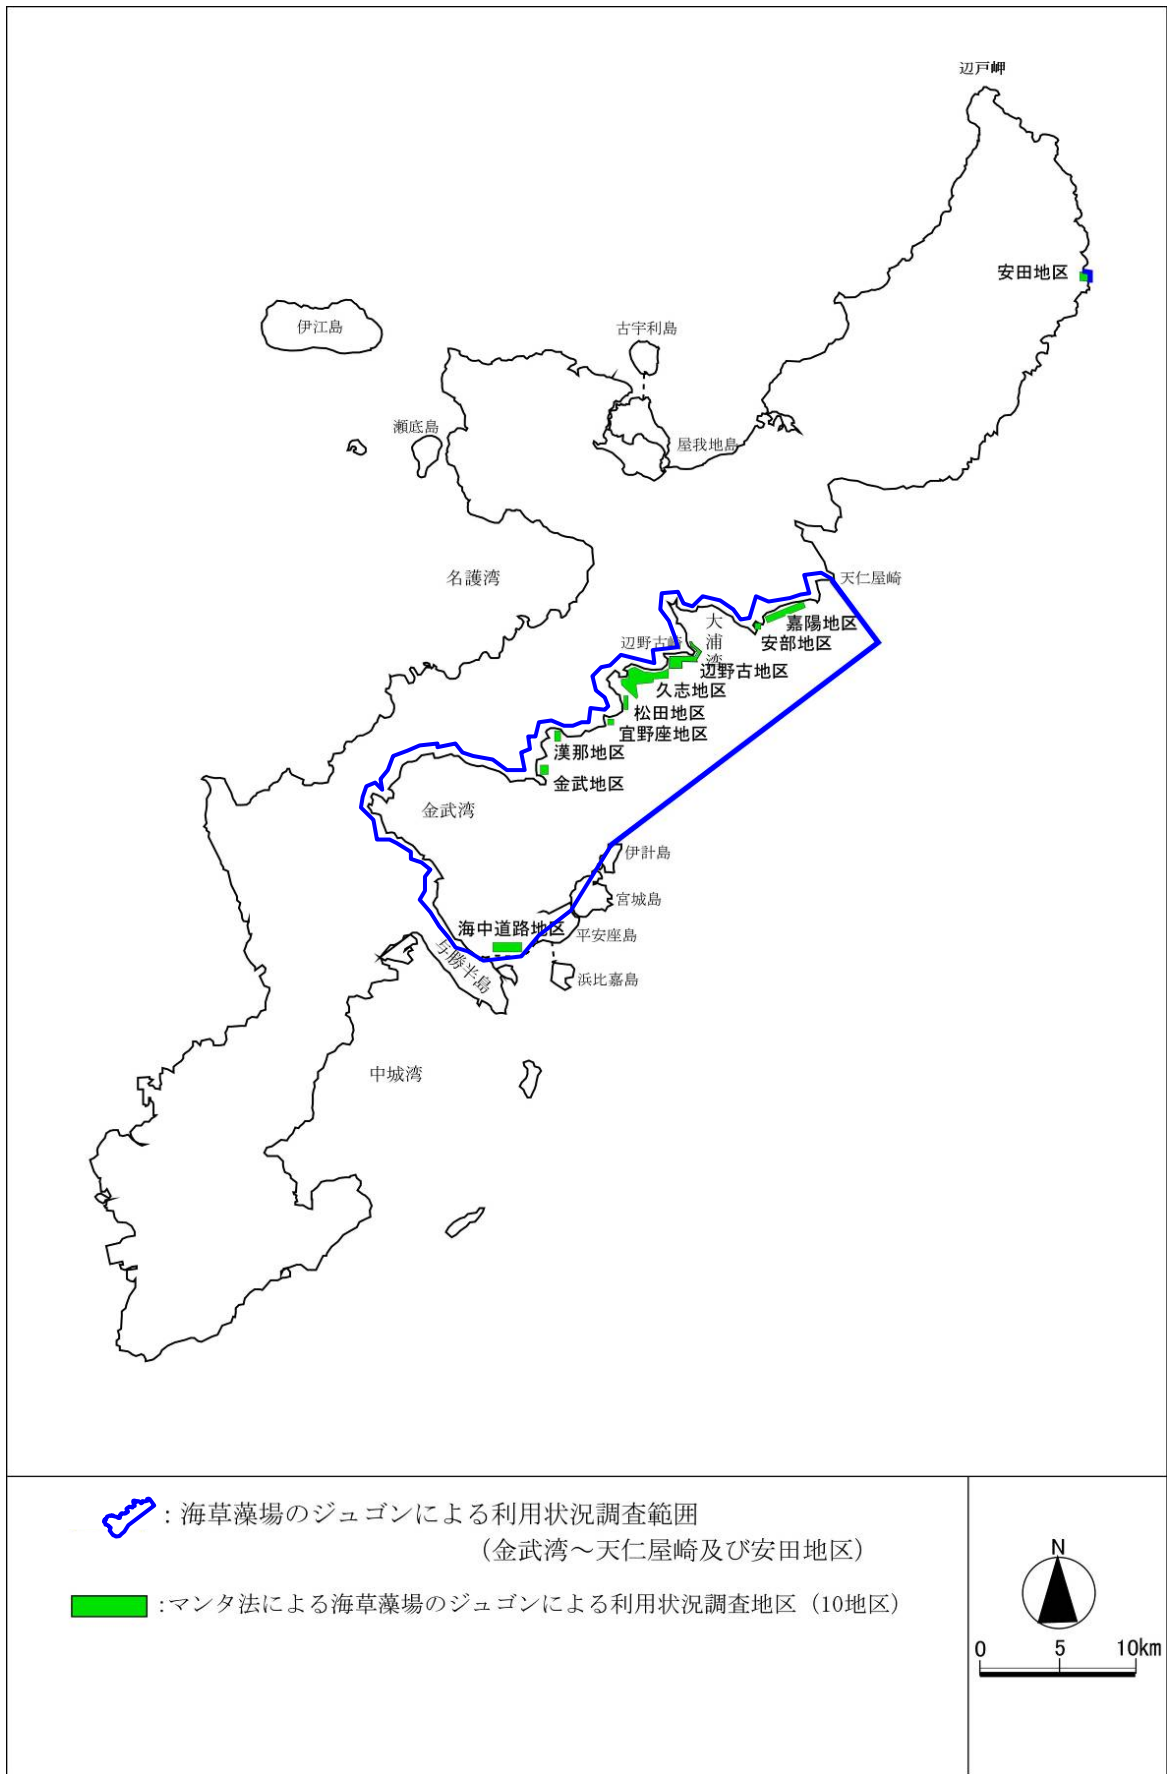 辺戸岬
安田地区
伊江島
古宇利島
瀬底島
屋我地島
名護湾
天仁屋崎
大浦湾
嘉陽地区
安部地区
辺野古崎
辺野古地区
久志地区
松田地区
宜野座地区
漢那地区
金武地区
金武湾
伊計島
宮城島
海中道路地区
平安座島
与勝半島
浜比嘉島
中城湾
：海草藻場のジュゴンによる利用状況調査範囲
（金武湾～天仁屋崎及び安田地区）
：マンタ法による海草藻場のジュゴンによる利用状況調査地区（10地区）
N
0 5 10km